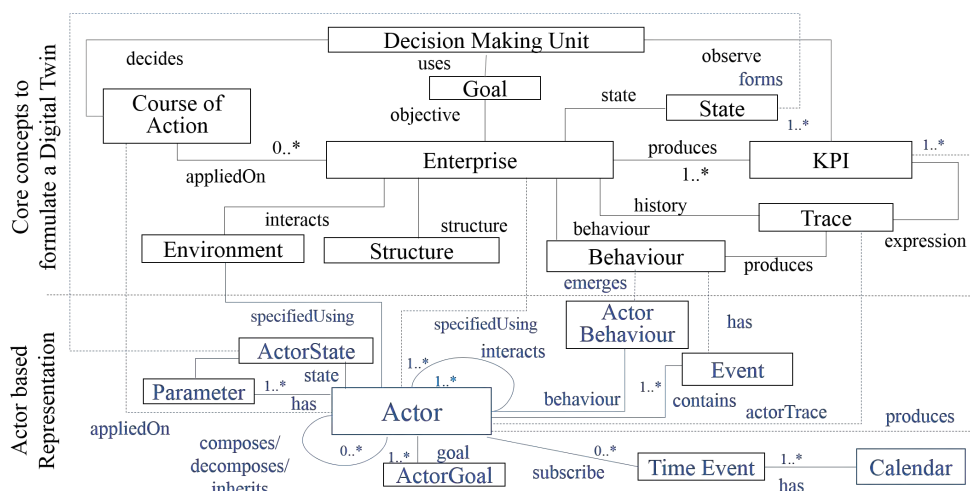 Core concepts to
formulate a Digital Twin
Decision Making Unit
decides
uses
observe
forms
Goal
Course of
Action
state
State
objective
1..*
0..*
Enterprise
produces
1..*
KPI
1..*
appliedOn
interacts
structure
history
Trace
behaviour
expression
Environment
Structure
Behaviour
produces
emerges
Actor based
Representation
specifiedUsing
specifiedUsing
Actor
Behaviour
has
ActorState
interacts
1..*
state
Parameter
1..*
has
1..*
Actor
behaviour
1..*
Event
contains
actorTrace
produces
appliedOn
composes/
decomposes/
inherits
0..*
1..*
goal
ActorGoal
subscribe
0..*
Time Event
1..*
has
Calendar